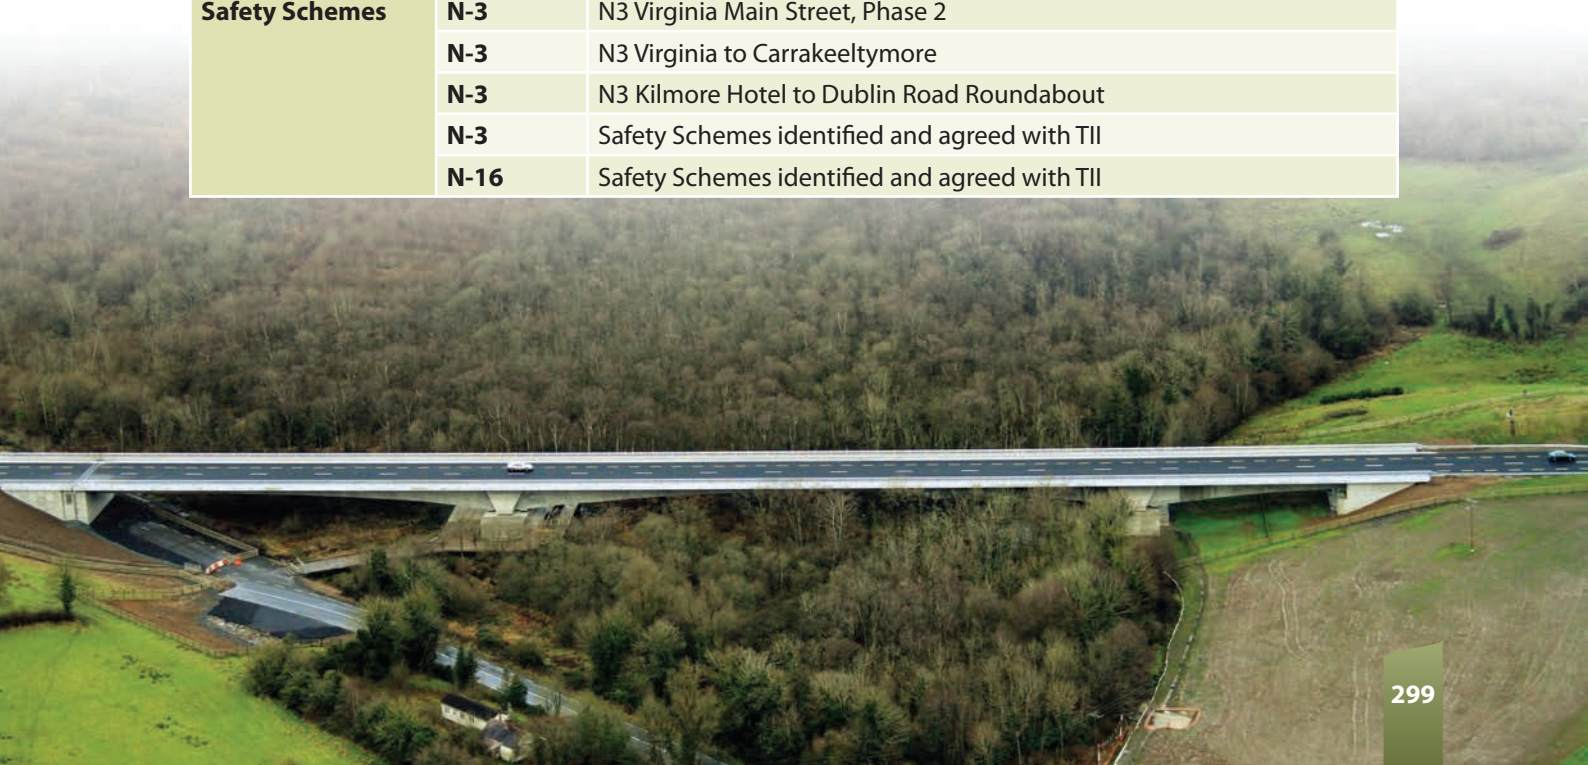 Safety Schemes N-3 N3 Virginia Main Street, Phase 2
N-3 N3 Virginia to Carrakeeltymore
N-3 N3 Kilmore Hotel to Dublin Road Roundabout
N-3 Safety Schemes identified and agreed with TII
N-16 Safety Schemes identified and agreed with TII
299